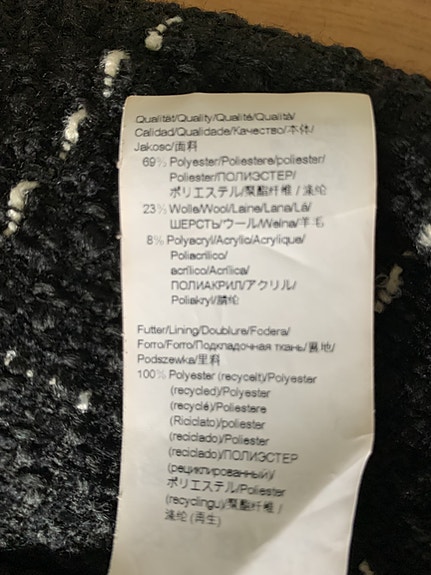 Qualität/Quality/Qualité/Qualità/
Calidad/Qualidade/Качество/本体/
Jakość/面料
69% Polyester/Poliestere/poliester/
Poliester/ПОЛИЭСТЕР/
ポリエステル/聚酯纤维 / 涤纶
23% Wolle/Wool/Laine/Lana/Lã/
ШЕРСТЬ/ウール/Wełna/羊毛
8% Polyacryl/Acrylic/Acrylique/
Poliacrilico/
acrílico/Acrílica/
ПОЛИАКРИЛ/アクリル/
Poliakryl/腈纶
Futter/Lining/Doublure/Fodera/
Forro/Forro/Подкладочная ткань/裏地/
Podszewka/里料
100% Polyester (recycelt)/Polyester
(recycled)/Polyester
(recyclé)/Poliestere
(Riciclato)/poliester
(reciclado)/Poliester
(reciclado)/ПОЛИЭСТЕР
(рециклированный)/
ポリエステル/Poliester
(recyclingu)/聚酯纤维 /
涤纶 (再生)